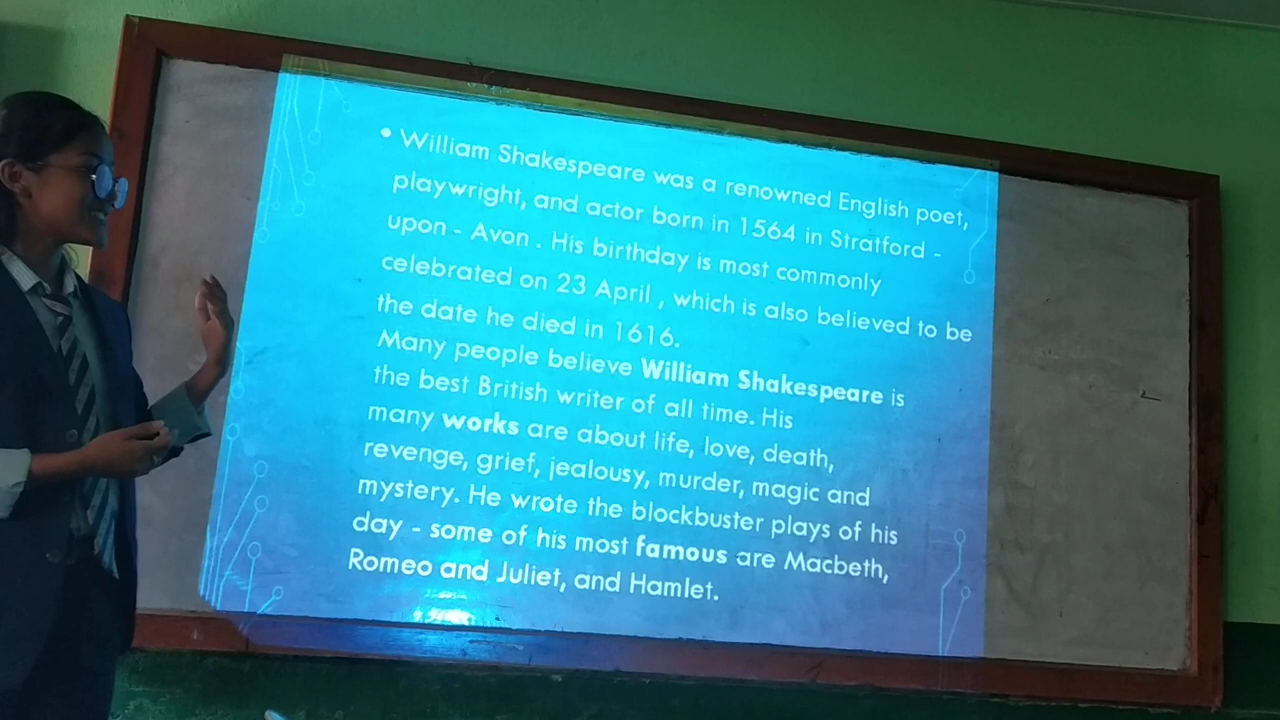 • William Shakespeare was a renowned English poet,
playwright, and actor born in 1564 in Stratford -
upon - Avon . His birthday is most commonly
celebrated on 23 April , which is also believed to be
the date he died in 1616.
Many people believe William Shakespeare is
the best British writer of all time. His
many works are about life, love, death,
revenge, grief, jealousy, murder, magic and
mystery. He wrote the blockbuster plays of his
day - some of his most famous are Macbeth,
Romeo and Juliet, and Hamlet.